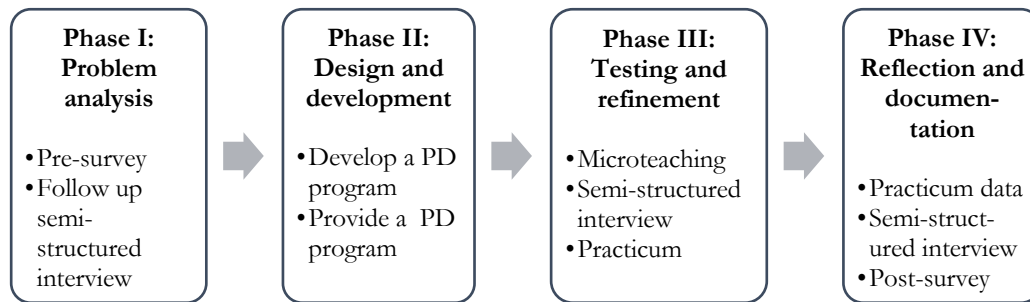 Phase I:
Problem
analysis
•Pre-survey
•Follow up
semi-
structured
interview
Phase II:
Design and
development
•Develop a PD
program
•Provide a PD
program
Phase III:
Testing and
refinement
•Microteaching
•Semi-structured
interview
•Practicum
Phase IV:
Reflection and
documen-
tation
•Practicum data
•Semi-struct-
ured interview
•Post-survey